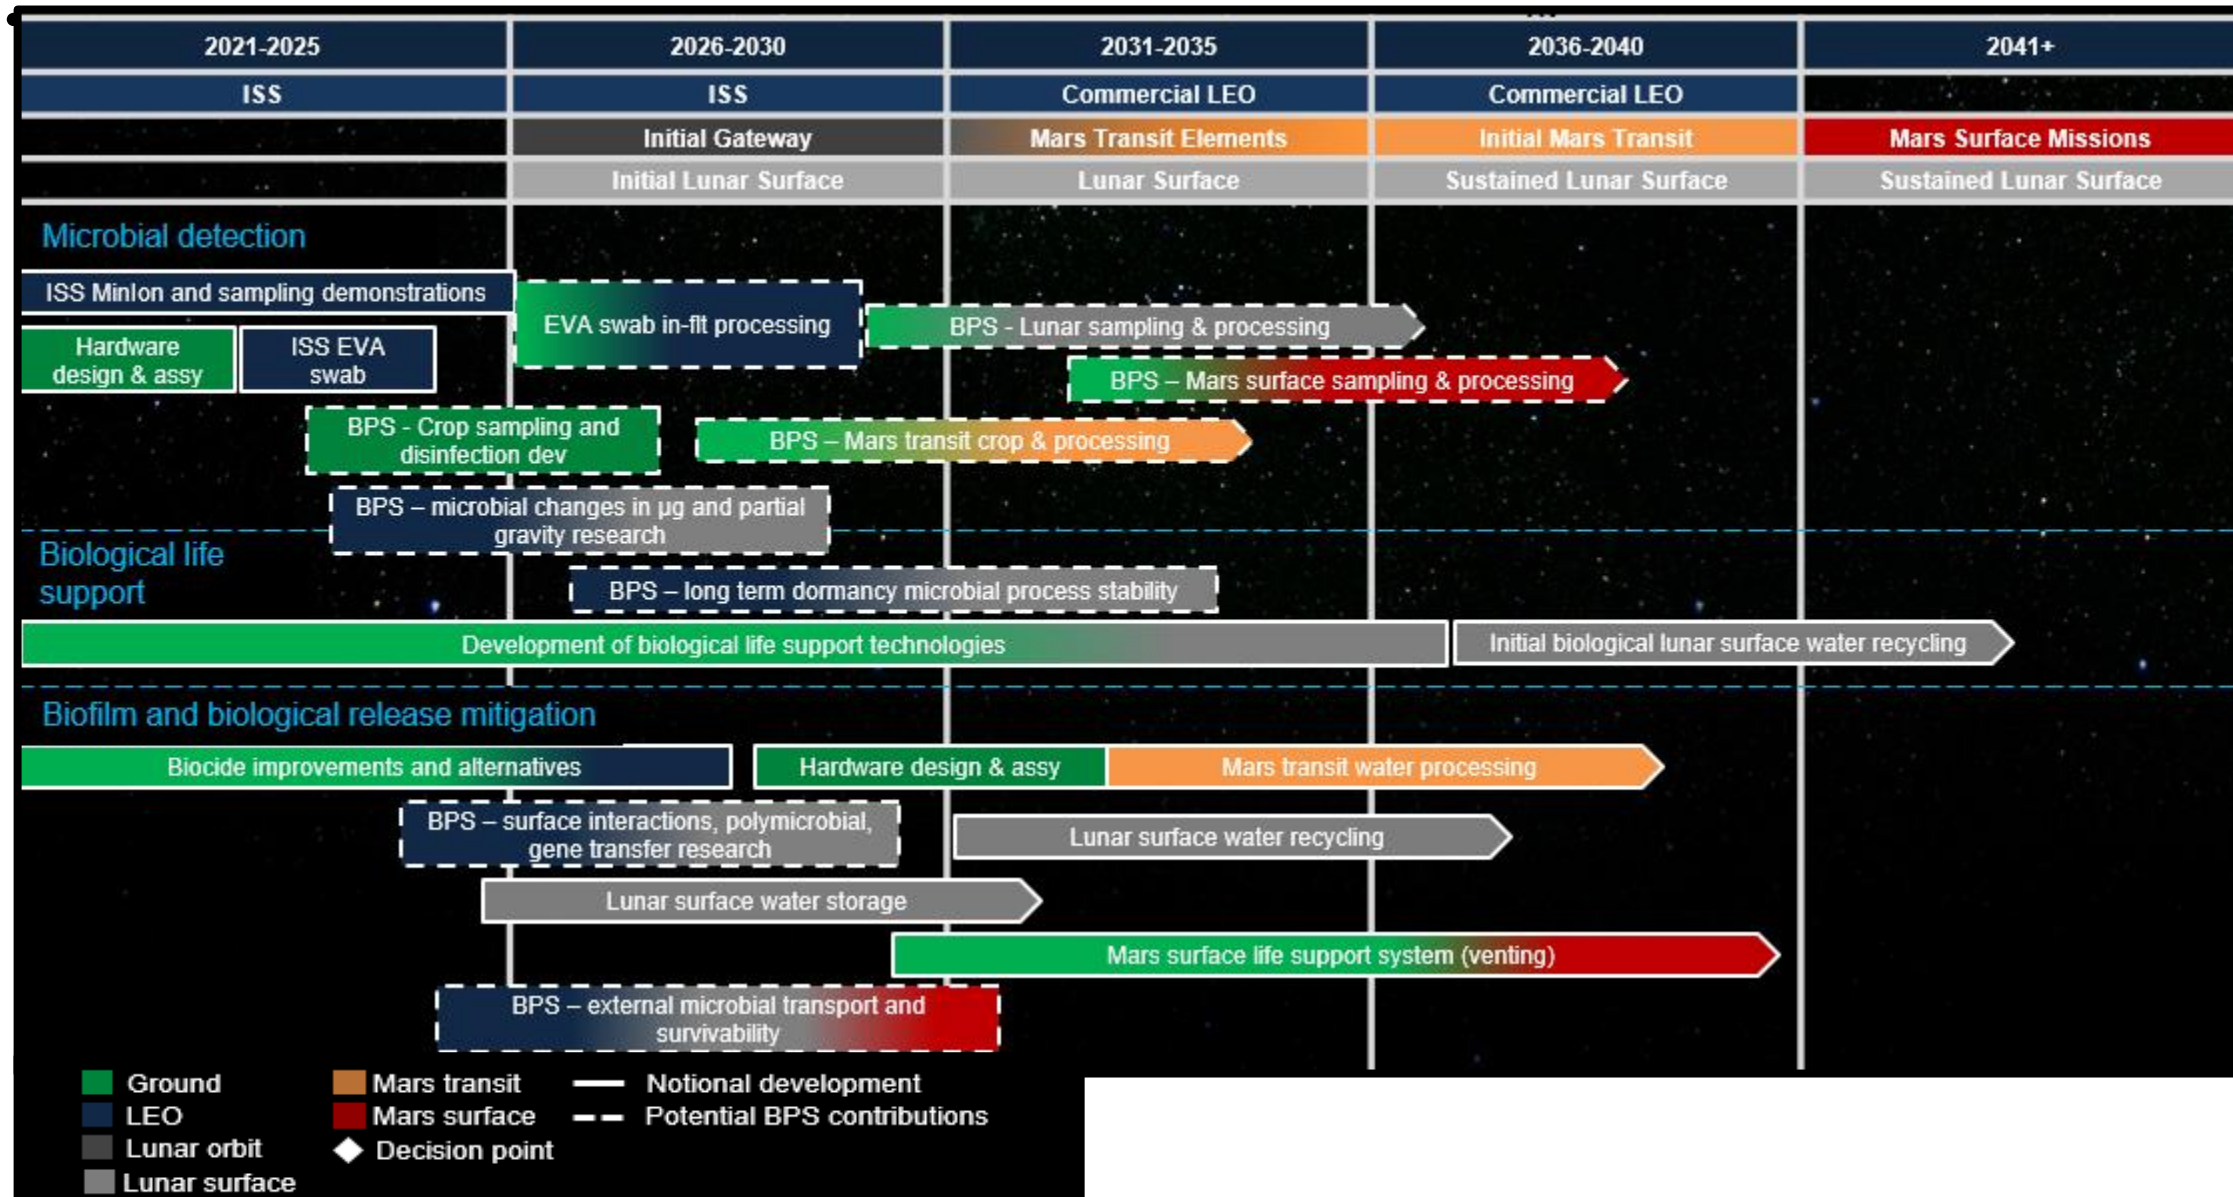 2021-2025
2026-2030
2031-2035
2036-2040
2041+
ISS
ISS
Commercial LEO
Commercial LEO
Initial Gateway
Mars Transit Elements
Initial Mars Transit
Mars Surface Missions
Initial Lunar Surface
Lunar Surface
Sustained Lunar Surface
Sustained Lunar Surface
Microbial detection
ISS MinIon and sampling demonstrations
Hardware
design & assy
ISS EVA
swab
EVA swab in-flt processing
BPS - Lunar sampling & processing
BPS – Mars surface sampling & processing
BPS - Crop sampling and
disinfection dev
BPS – Mars transit crop & processing
BPS – microbial changes in µg and partial
gravity research
Biological life
support
BPS – long term dormancy microbial process stability
Development of biological life support technologies
Initial biological lunar surface water recycling
Biofilm and biological release mitigation
Biocide improvements and alternatives
Hardware design & assy
Mars transit water processing
BPS – surface interactions, polymicrobial,
gene transfer research
Lunar surface water recycling
Lunar surface water storage
Mars surface life support system (venting)
BPS – external microbial transport and
survivability
Ground
LEO
Lunar orbit
Lunar surface
Mars transit
Mars surface
Decision point
Notional development
Potential BPS contributions